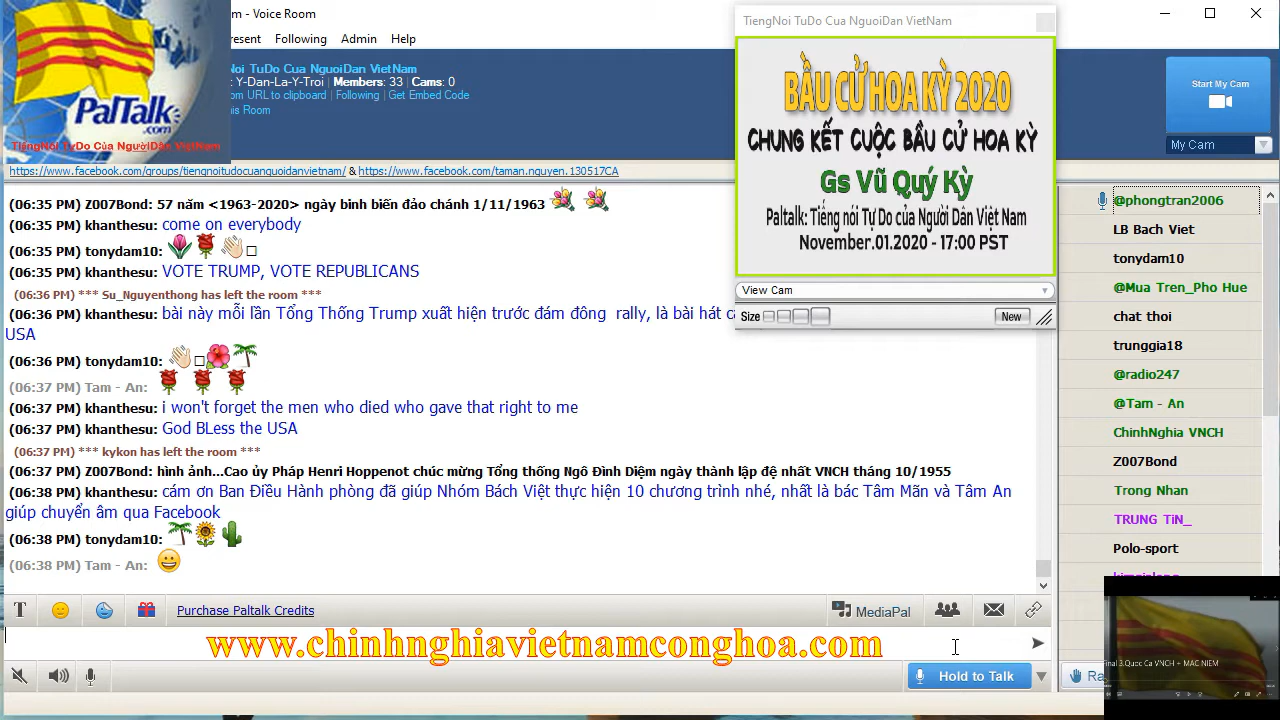 m - Voice Room
esent Following Admin Help
PalTalk
.com
TiengNoi TuDo Của NgườiDân VietNam
Noi TuDo Cua NguoiDan VietNam
: Y-Dan-La-Y-Troi | Members: 33 | Cams: 0
om URL to clipboard | Following | Get Embed Code
his Room
Start My Cam
My Cam
https://www.facebook.com/groups/tiengnoitudocuanguoidanvietnam/ & https://www.facebook.com/taman.nguyen.130517CA
TiengNoi TuDo Cua NguoiDan VietNam
BẦU CỬ HOA KỲ 2020
CHUNG KẾT CUỘC BẦU CỬ HOA KỲ
Gs Vũ Quý Kỳ
Paltalk: Tiếng nói Tự Do của Người Dân Việt Nam
November.01.2020 - 17:00 PST
View Cam
Size
New
(06:35 PM) Z007Bond: 57 năm <1963-2020> ngày binh biến đảo chánh 1/11/1963
(06:35 PM) khanthesu: come on everybody
(06:35 PM) tonydam10:
(06:35 PM) khanthesu: VOTE TRUMP, VOTE REPUBLICANS
(06:36 PM) *** Su_Nguyenthong has left the room ***
(06:36 PM) khanthesu: bài này mỗi lần Tổng Thống Trump xuất hiện trước đám đông rally, là bài hát ca
USA
(06:36 PM) tonydam10:
(06:37 PM) Tam - An:
(06:37 PM) khanthesu: i won't forget the men who died who gave that right to me
(06:37 PM) khanthesu: God BLess the USA
(06:37 PM) *** kykon has left the room ***
(06:37 PM) Z007Bond: hình ảnh...Cao ủy Pháp Henri Hoppenot chúc mừng Tổng thống Ngô Đình Diệm ngày thành lập đệ nhất VNCH tháng 10/1955
(06:38 PM) khanthesu: cám ơn Ban Điều Hành phòng đã giúp Nhóm Bách Việt thực hiện 10 chương trình nhé, nhất là bác Tâm Mãn và Tâm An
giúp chuyển âm qua Facebook
(06:38 PM) tonydam10:
(06:38 PM) Tam - An:
@phongtran2006
LB Bach Viet
tonydam10
@Mua Tren_Pho Hue
chat thoi
trunggia18
@radio247
@Tam - An
ChinhNghia VNCH
Z007Bond
Trong Nhan
TRUNG TiN_
Polo-sport
T
Purchase Paltalk Credits
MediaPal
www.chinhnghiavietnamconghoa.com
Hold to Talk
Ra
Final 3.Quoc Ca VNCH + MAC NIEM